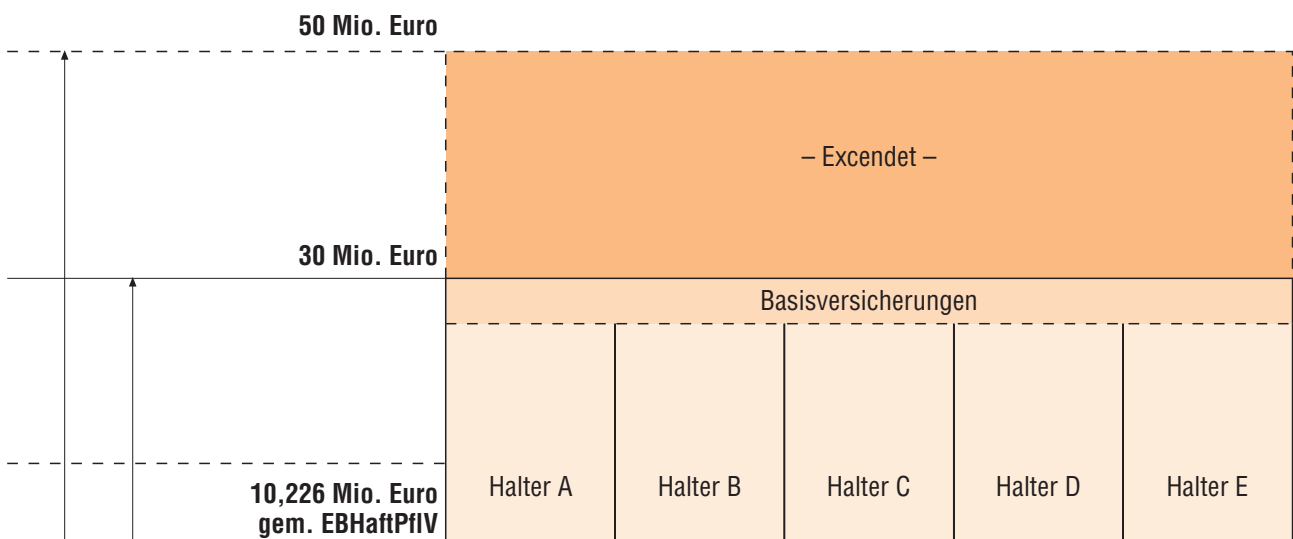 50 Mio. Euro
– Excendet –
30 Mio. Euro
Basisversicherungen
10,226 Mio. Euro
gem. EBHaftPflV
Halter A
Halter B
Halter C
Halter D
Halter E